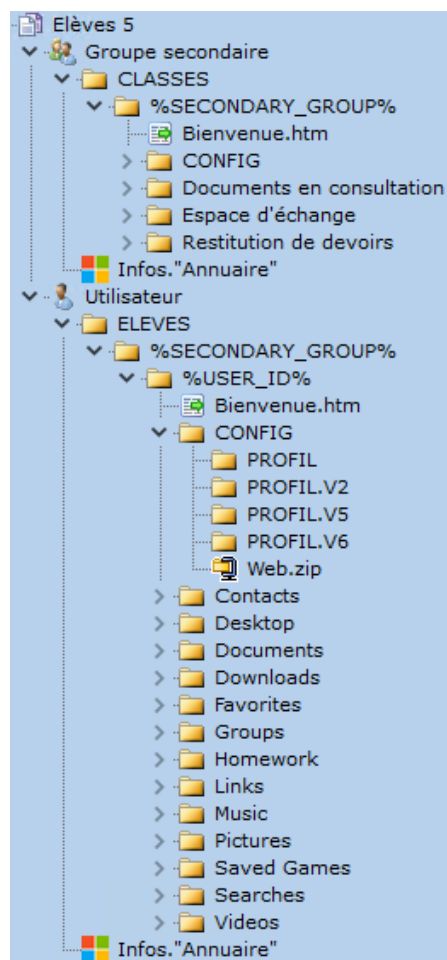 Elèves 5
Groupe secondaire
CLASSES
%SECONDARY_GROUP%
Bienvenue.htm
CONFIG
Documents en consultation
Espace d'échange
Restitution de devoirs
Infos."Annuaire"
Utilisateur
ELEVES
%SECONDARY_GROUP%
%USER_ID%
Bienvenue.htm
CONFIG
PROFIL
PROFIL.V2
PROFIL.V5
PROFIL.V6
Web.zip
Contacts
Desktop
Documents
Downloads
Favorites
Groups
Homework
Links
Music
Pictures
Saved Games
Searches
Videos
Infos."Annuaire"